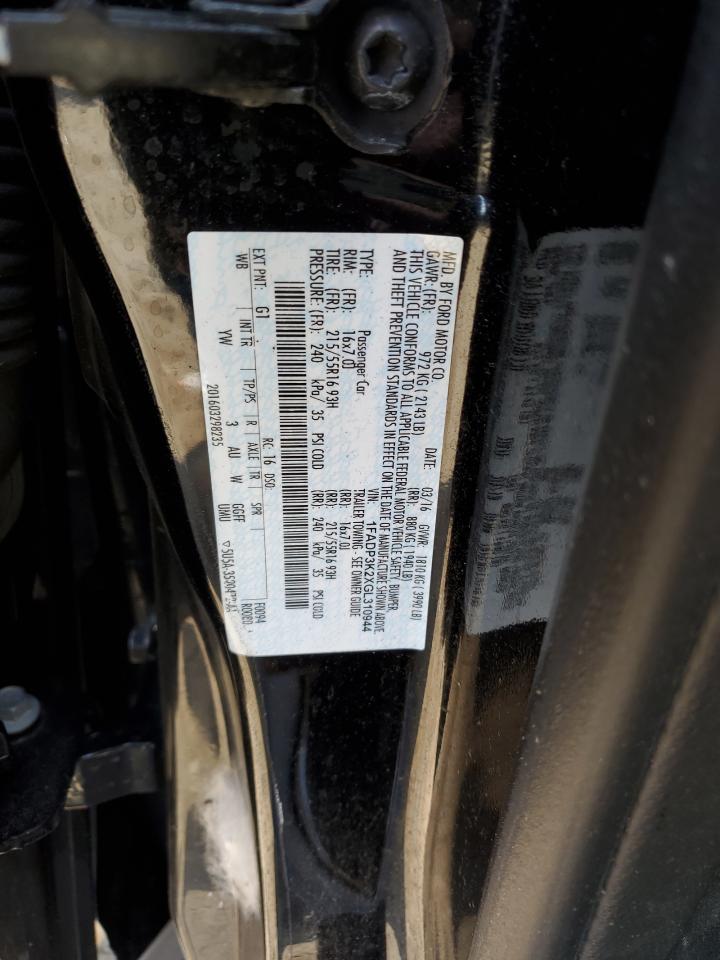 MFD. BY FORD MOTOR CO.
DATE: 03/16 GVWR: 1810 KG ( 3990 LB)
GAWR: (FR): 972 KG ( 2143 LB) (RR): 880 KG ( 1940 LB)
THIS VEHICLE CONFORMS TO ALL APPLICABLE FEDERAL MOTOR VEHICLE SAFETY, BUMPER,
AND THEFT PREVENTION STANDARDS IN EFFECT ON THE DATE OF MANUFACTURE SHOWN ABOVE.
VIN: 1FADP3K2XGL310944
TYPE: Passenger Car TRAILER TOWING - SEE OWNER GUIDE
RIM: (FR): 16x7.0J (RR): 16x7.0J
TIRE: (FR): 215/55R16 93H (RR): 215/55R16 93H
PRESSURE: (FR): 240 kPa/ 35 PSI COLD (RR): 240 kPa/ 35 PSI COLD
EXT PNT: G1 RC: 16 DSO: F0094
WB INT TR TP/PS R AXLE TR SPR R0080
YW 3 AU W GGFF UMU
201603298235